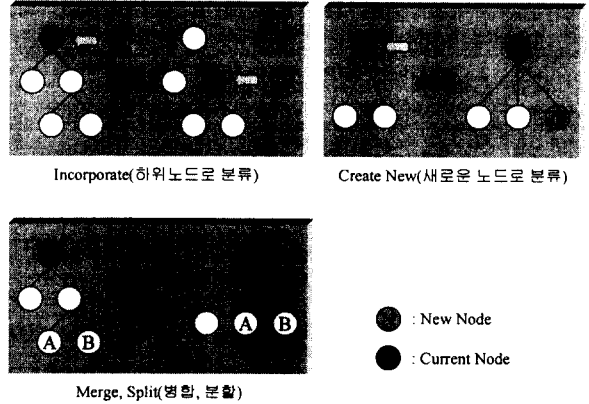 Incorporate(하위노드로 분류)
Create New(새로운 노드로 분류)
A B
A B
: New Node
: Current Node
Merge, Split(병합, 분할)